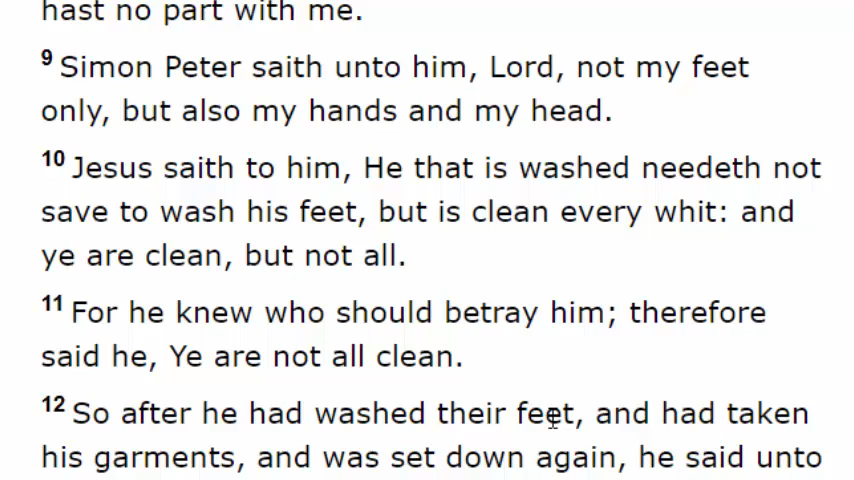 hast no part with me.
9 Simon Peter saith unto him, Lord, not my feet
only, but also my hands and my head.
10 Jesus saith to him, He that is washed needeth not
save to wash his feet, but is clean every whit: and
ye are clean, but not all.
11 For he knew who should betray him; therefore
said he, Ye are not all clean.
12 So after he had washed their feet, and had taken
his garments, and was set down again, he said unto